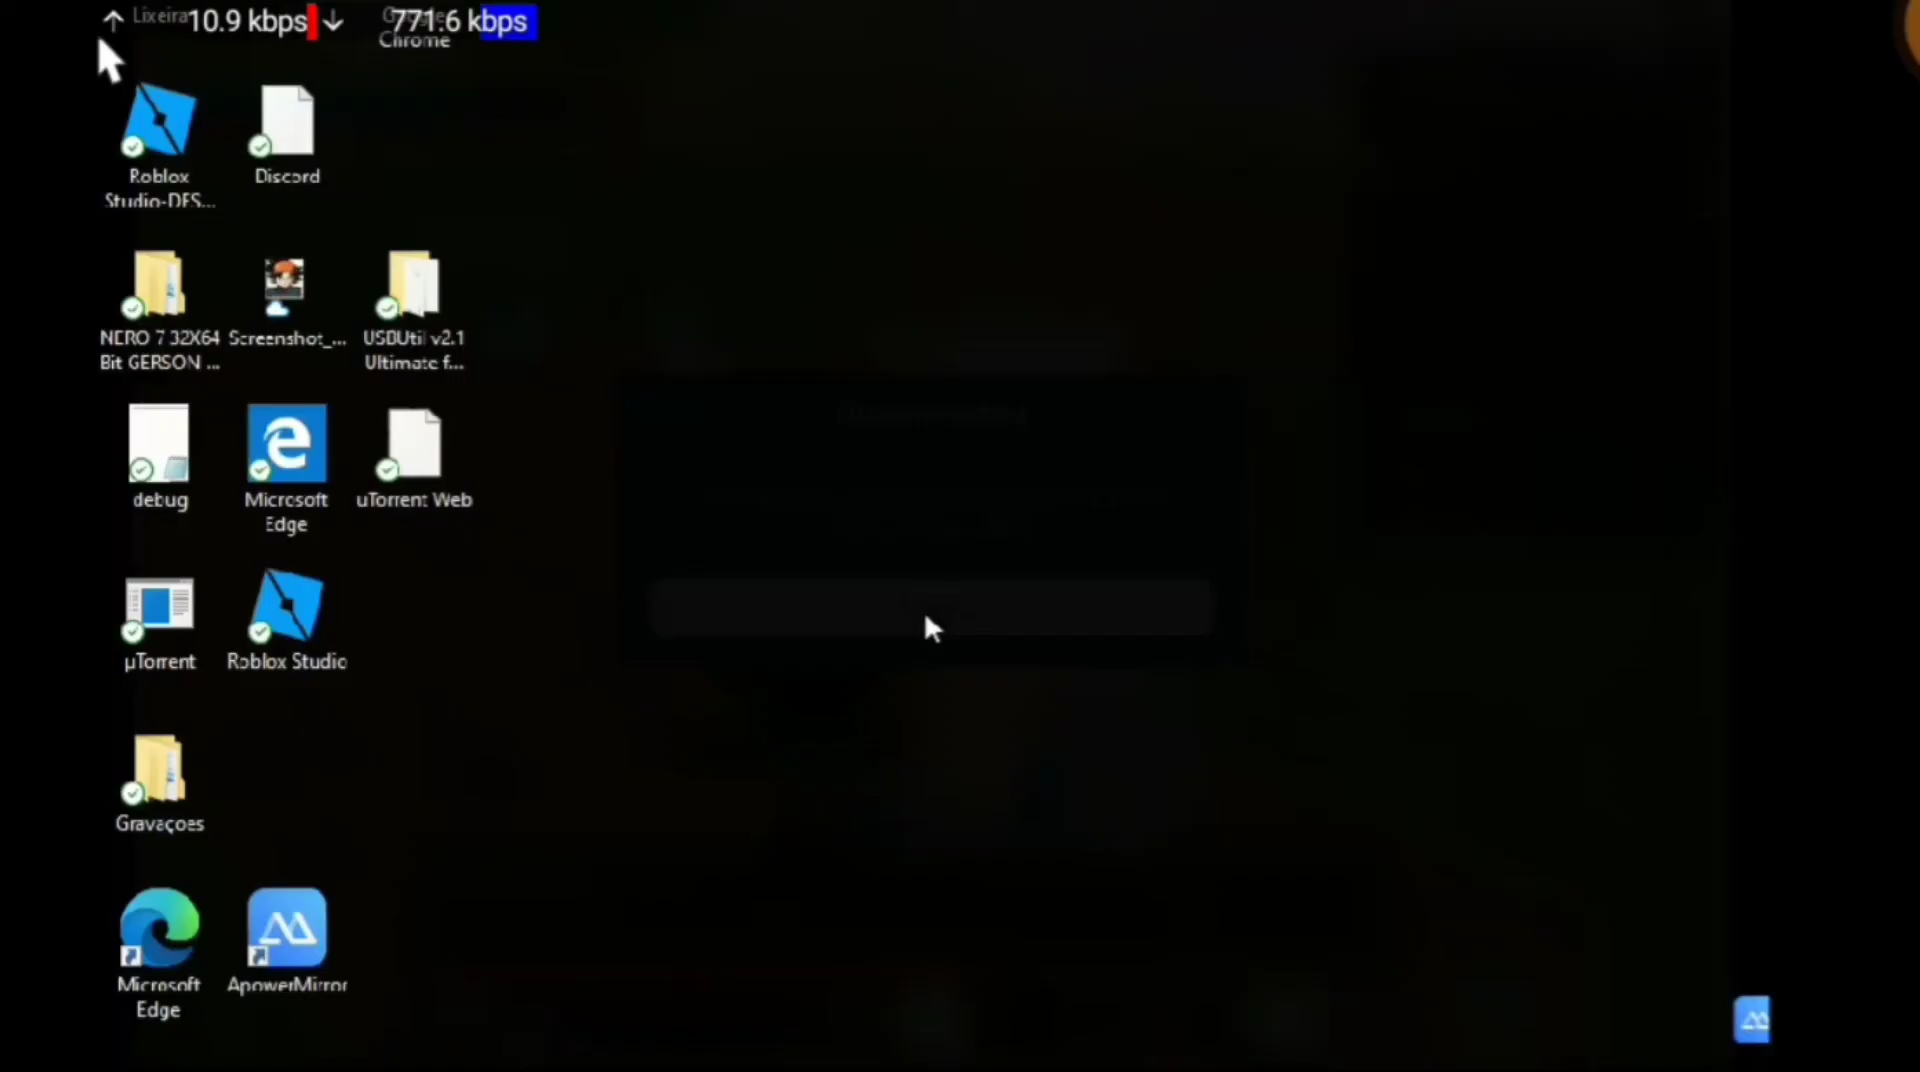 Lixeira
10.9 kbps
771.6 kbps
Chrome
Roblox
Studio-DES...
Discord
NERO 7 32X64
Bit GERSON ...
Screenshot_...
USBUtil v2.1
Ultimate f...
debug
Microsoft
Edge
uTorrent Web
µTorrent
Roblox Studio
Gravaçoes
Microsoft
Edge
ApowerMirror